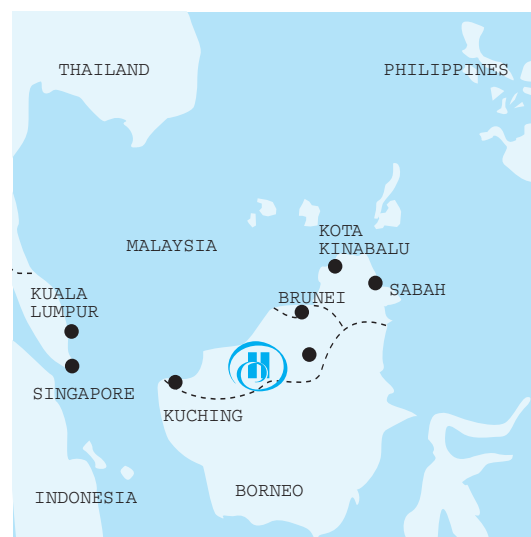 THAILAND
PHILIPPINES
KOTA
KINABALU
MALAYSIA
SABAH
BRUNEI
KUALA
LUMPUR
H
SINGAPORE
KUCHING
BORNEO
INDONESIA